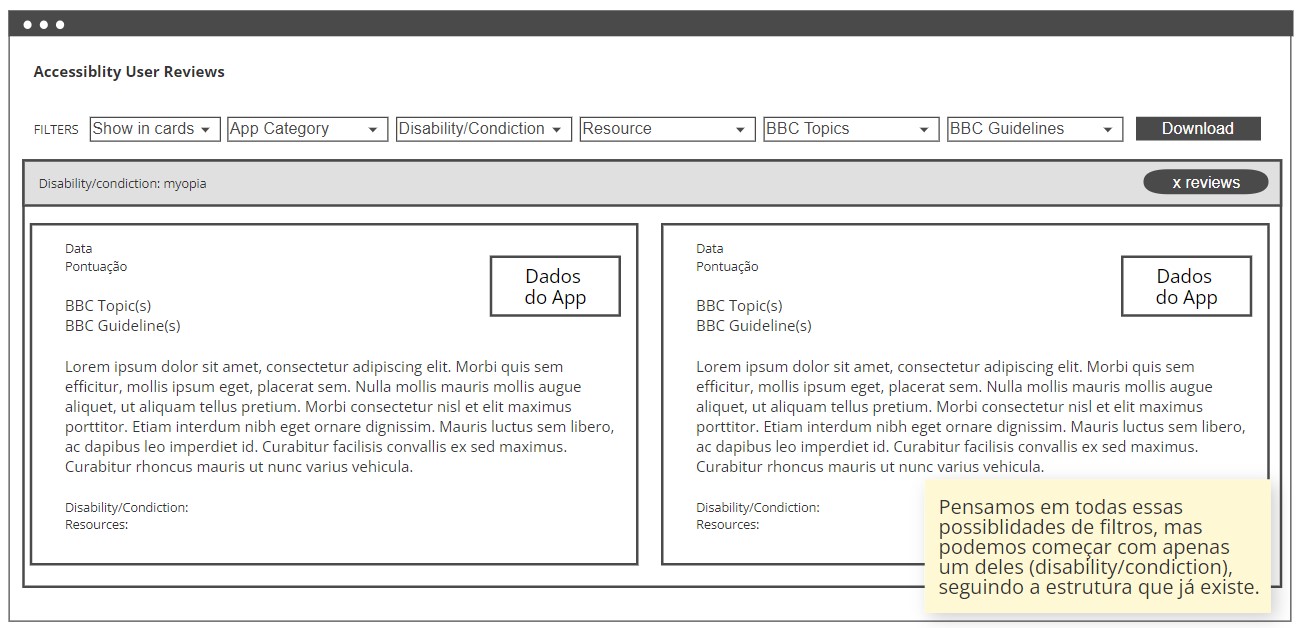 Accessiblity User Reviews
FILTERS Show in cards App Category Disability/Condiction Resource BBC Topics BBC Guidelines Download
Disability/condiction: myopia x reviews
Data
Pontuação
Dados
do App
BBC Topic(s)
BBC Guideline(s)
Lorem ipsum dolor sit amet, consectetur adipiscing elit. Morbi quis sem
efficitur, mollis ipsum eget, placerat sem. Nulla mollis mauris mollis augue
aliquet, ut aliquam tellus pretium. Morbi consectetur nisl et elit maximus
porttitor. Etiam interdum nibh eget ornare dignissim. Mauris luctus sem libero,
ac dapibus leo imperdiet id. Curabitur facilisis convallis ex sed maximus.
Curabitur rhoncus mauris ut nunc varius vehicula.
Disability/Condiction:
Resources:
Data
Pontuação
Dados
do App
BBC Topic(s)
BBC Guideline(s)
Lorem ipsum dolor sit amet, consectetur adipiscing elit. Morbi quis sem
efficitur, mollis ipsum eget, placerat sem. Nulla mollis mauris mollis augue
aliquet, ut aliquam tellus pretium. Morbi consectetur nisl et elit maximus
porttitor. Etiam interdum nibh eget ornare dignissim. Mauris luctus sem libero,
ac dapibus leo imperdiet id. Curabitur facilisis convallis ex sed maximus.
Curabitur rhoncus mauris ut nunc varius vehicula.
Disability/Condiction:
Resources:
Pensamos em todas essas
possiblidades de filtros, mas
podemos começar com apenas
um deles (disability/condiction),
seguindo a estrutura que já existe.